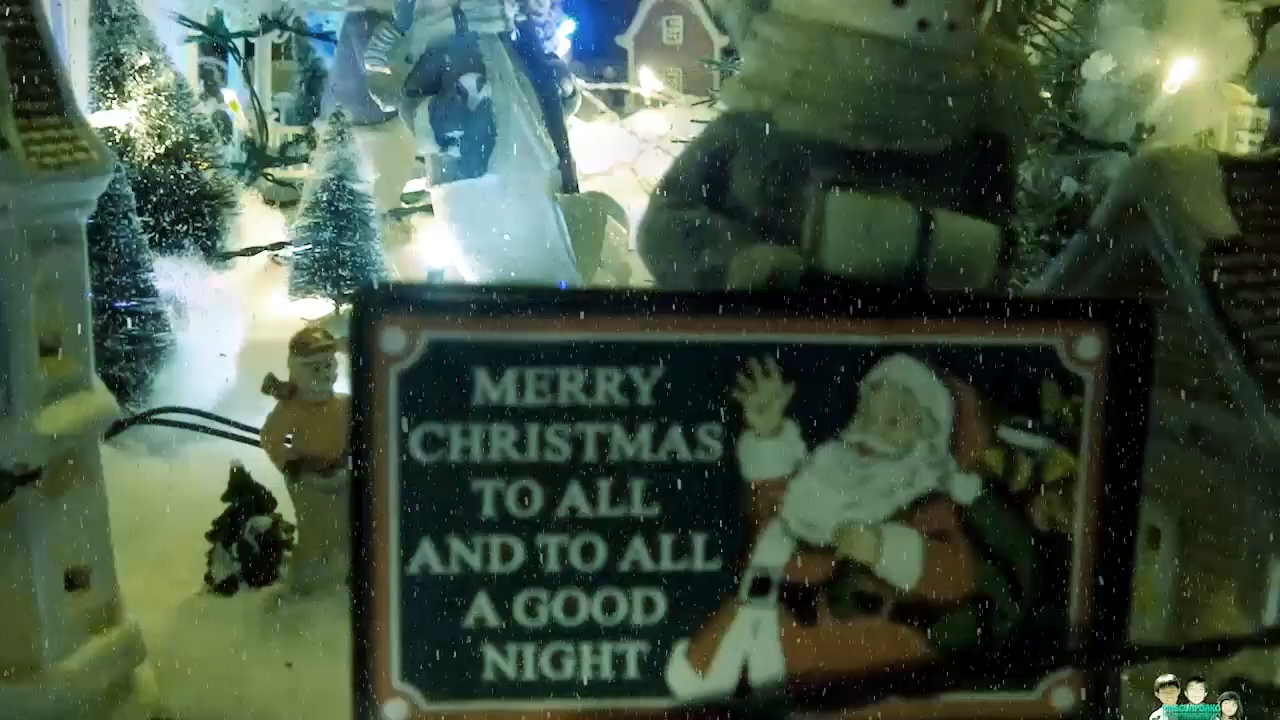 MERRY
CHRISTMAS
TO ALL
AND TO ALL
A GOOD
NIGHT